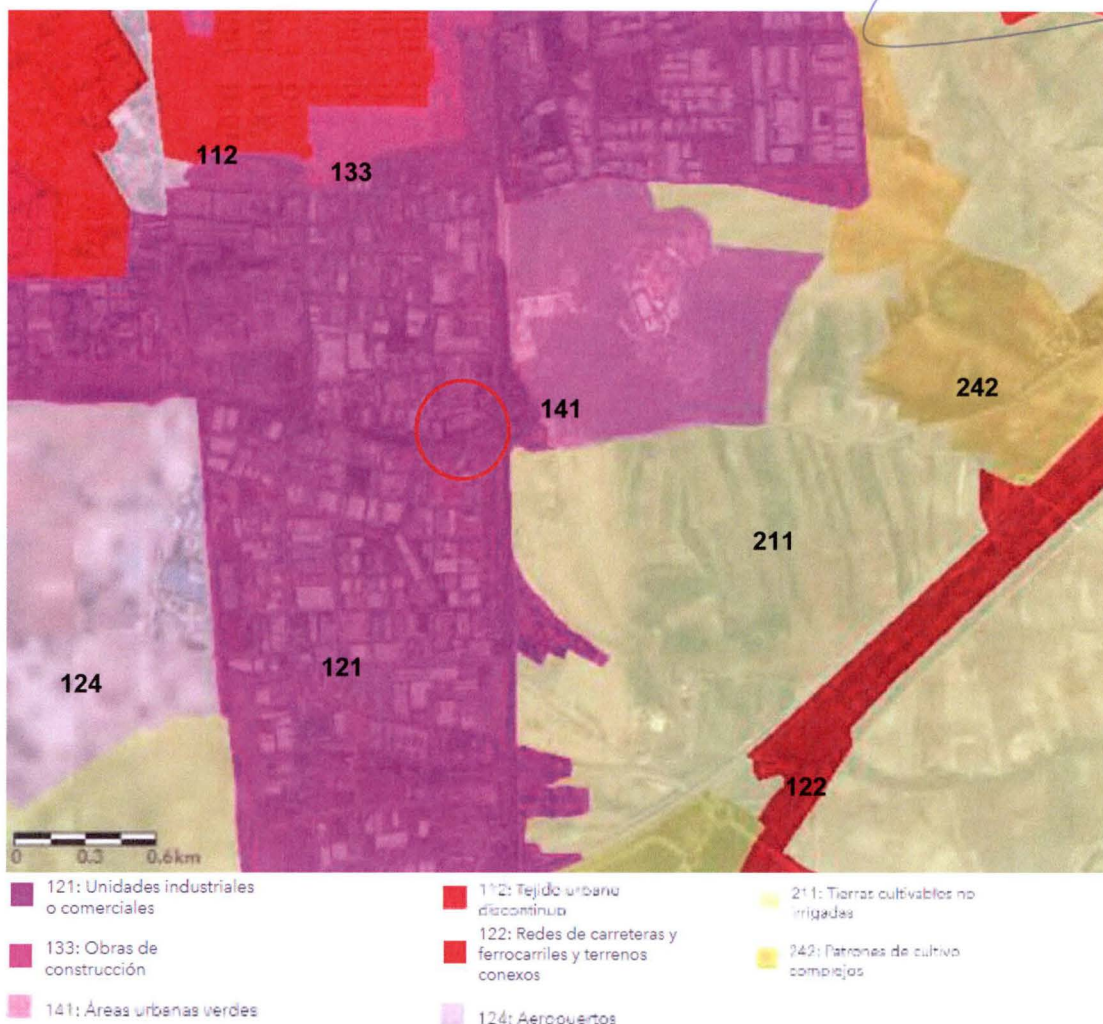 112
133
141
242
211
124
121
122
0 0.3 0.6km
121: Unidades industriales
o comerciales
133: Obras de
construcción
141: Áreas urbanas verdes
112: Tejido urbano
discontinuo
122: Redes de carreteras y
ferrocarriles y terrenos
conexos
124: Aeropuertos
211: Tierras cultivables no
irrigadas
242: Patrones de cultivo
complejos